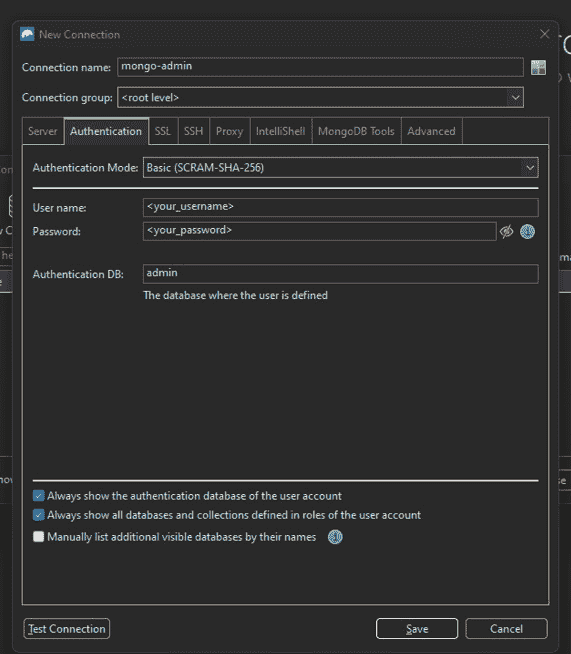 New Connection
Connection name: mongo-admin
Connection group: <root level>
Server Authentication SSL SSH Proxy IntelliShell MongoDB Tools Advanced
Authentication Mode: Basic (SCRAM-SHA-256)
User name: <your_username>
Password: <your_password>
Authentication DB: admin
The database where the user is defined
Always show the authentication database of the user account
Always show all databases and collections defined in roles of the user account
Manually list additional visible databases by their names
Test Connection Save Cancel